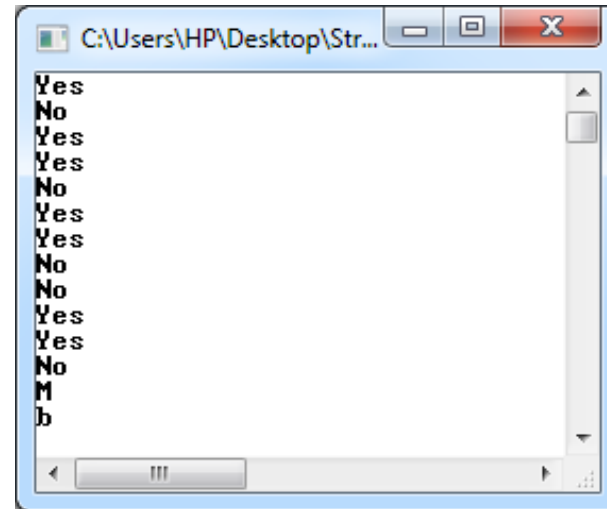 C:\Users\HP\Desktop\Str...
Yes
No
Yes
Yes
No
Yes
Yes
No
No
Yes
Yes
No
M
b